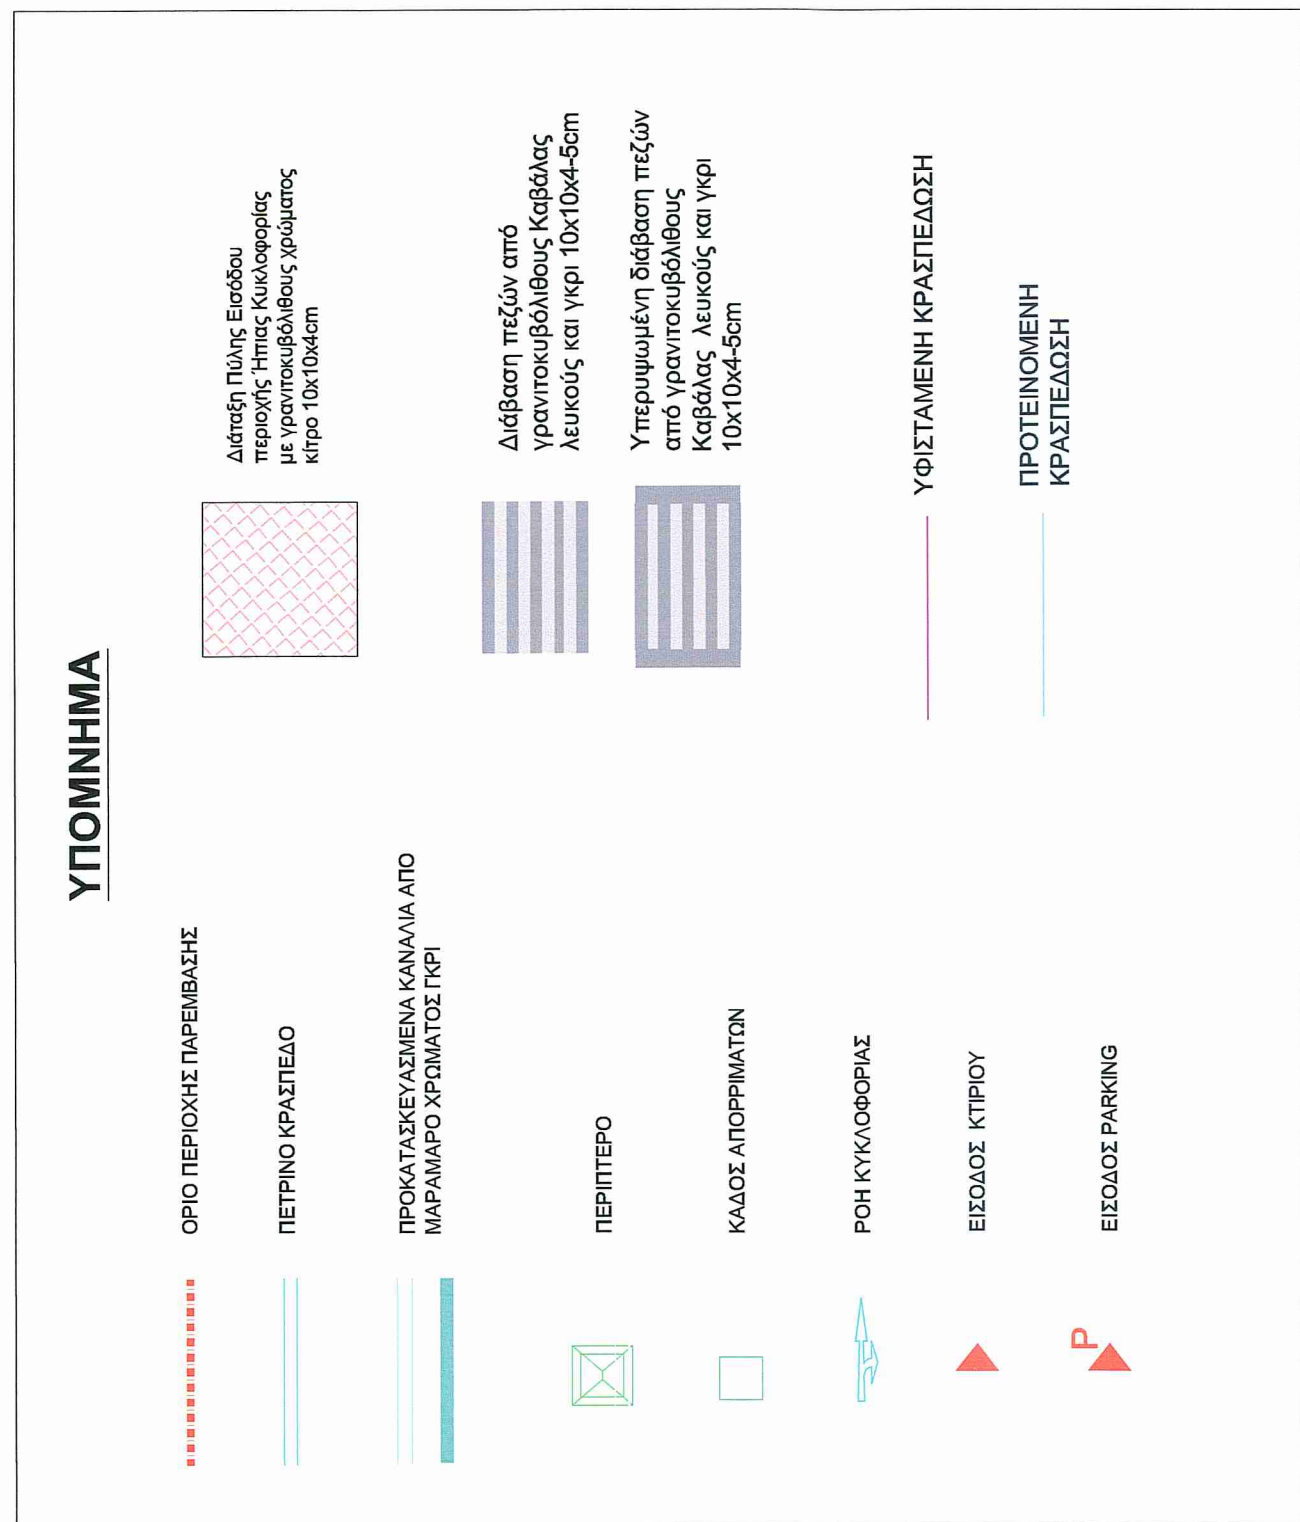 ΥΠΟΜΝΗΜΑ
ΟΡΙΟ ΠΕΡΙΟΧΗΣ ΠΑΡΕΜΒΑΣΗΣ
ΠΕΤΡΙΝΟ ΚΡΑΣΠΕΔΟ
ΠΡΟΚΑΤΑΣΚΕΥΑΣΜΕΝΑ ΚΑΝΑΛΙΑ ΑΠΟ
ΜΑΡΑΜΑΡΟ ΧΡΩΜΑΤΟΣ ΓΚΡΙ
ΠΕΡΙΠΤΕΡΟ
ΚΑΔΟΣ ΑΠΟΡΡΙΜΑΤΩΝ
ΡΟΗ ΚΥΚΛΟΦΟΡΙΑΣ
ΕΙΣΟΔΟΣ ΚΤΙΡΙΟΥ
P
ΕΙΣΟΔΟΣ PARKING
Διάταξη Πύλης Εισόδου
περιοχής Ήπιας Κυκλοφορίας
με γρανιτοκυβόλιθους χρώματος
κίτρο 10x10x4cm
Διάβαση πεζών από
γρανιτοκυβόλιθους Καβάλας
λευκούς και γκρι 10x10x4-5cm
Υπερυψωμένη διάβαση πεζών
από γρανιτοκυβόλιθους
Καβάλας λευκούς και γκρι
10x10x4-5cm
ΥΦΙΣΤΑΜΕΝΗ ΚΡΑΣΠΕΔΩΣΗ
ΠΡΟΤΕΙΝΟΜΕΝΗ
ΚΡΑΣΠΕΔΩΣΗ